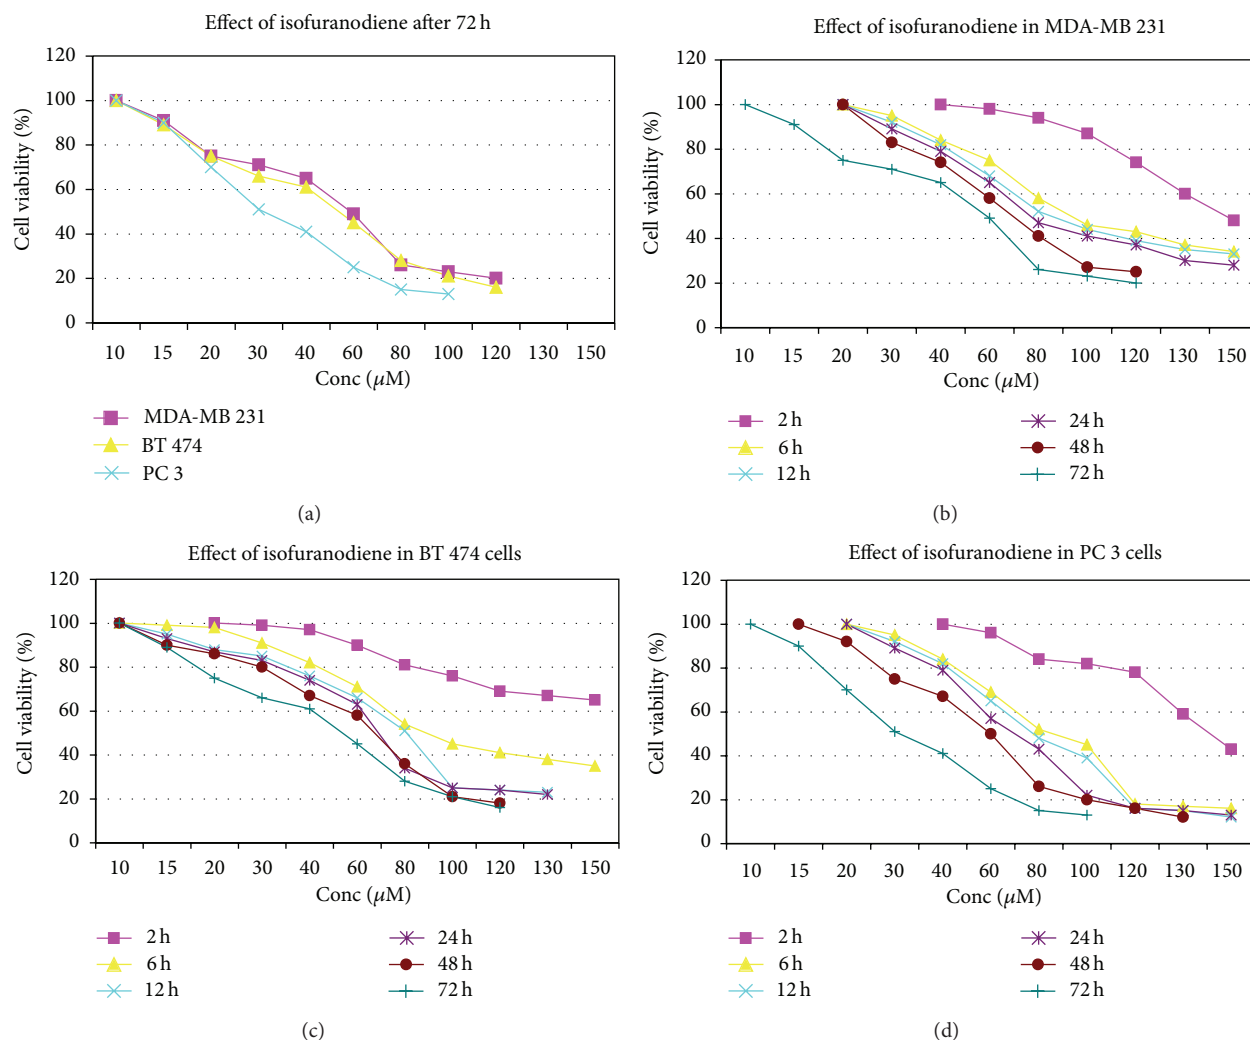 Effect of isofuranodiene after 72 h
120
100
80
60
40
20
0
Cell viability (%)
10 15 20 30 40 60 80 100 120 130 150
Conc (μM)
MDA-MB 231
BT 474
PC 3
(a)
Effect of isofuranodiene in MDA-MB 231
120
100
80
60
40
20
0
Cell viability (%)
10 15 20 30 40 60 80 100 120 130 150
Conc (μM)
2 h
6 h
12 h
24 h
48 h
72 h
(b)
Effect of isofuranodiene in BT 474 cells
120
100
80
60
40
20
0
Cell viability (%)
10 15 20 30 40 60 80 100 120 130 150
Conc (μM)
2 h
6 h
12 h
24 h
48 h
72 h
(c)
Effect of isofuranodiene in PC 3 cells
120
100
80
60
40
20
0
Cell viability (%)
10 15 20 30 40 60 80 100 120 130 150
Conc (μM)
2 h
6 h
12 h
24 h
48 h
72 h
(d)